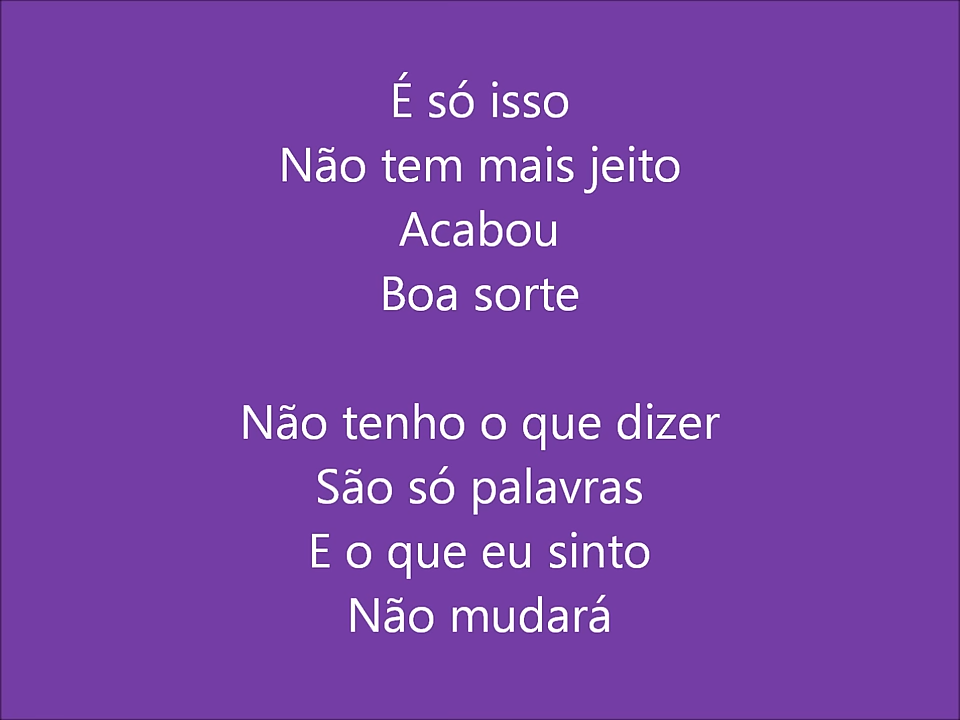 É só isso
Não tem mais jeito
Acabou
Boa sorte
Não tenho o que dizer
São só palavras
E o que eu sinto
Não mudará